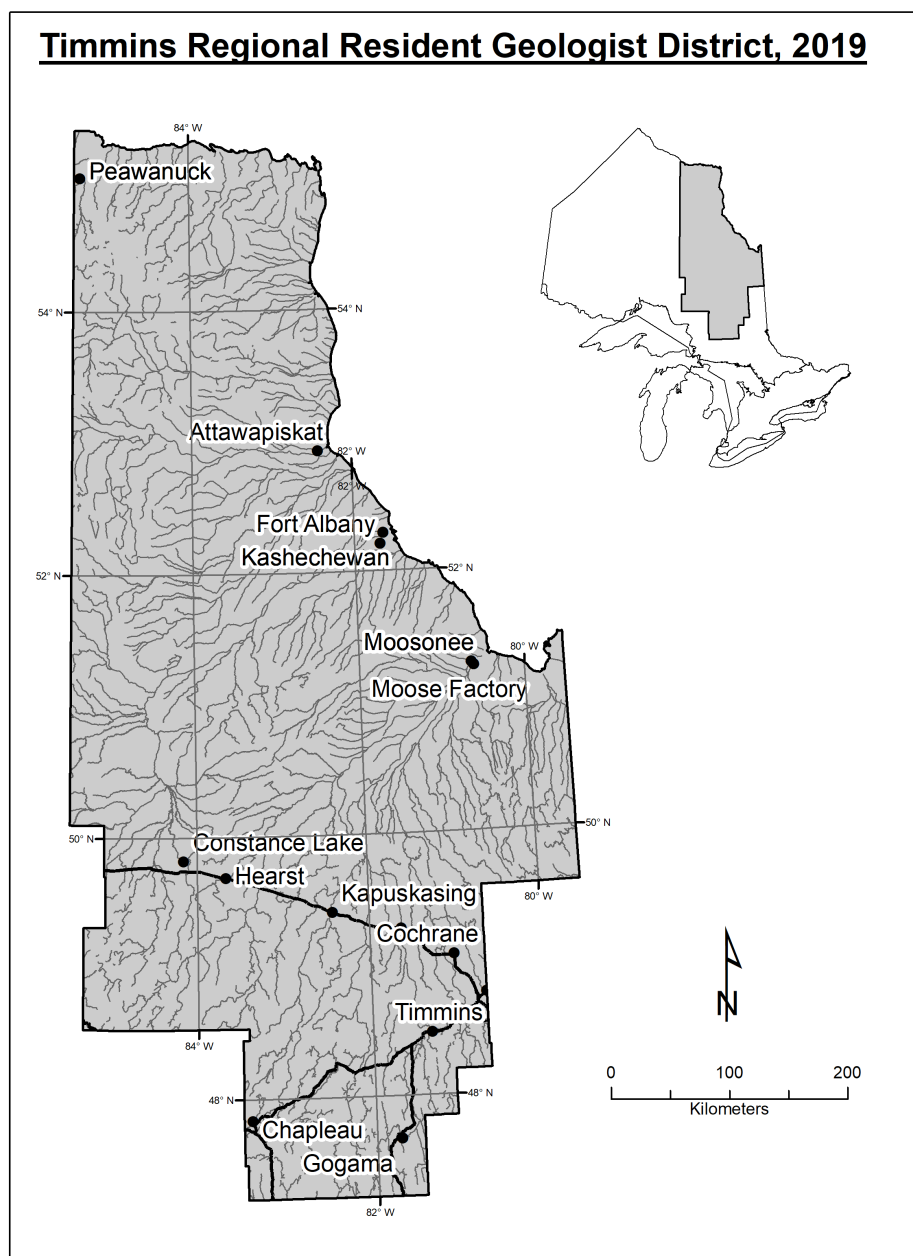 Timmins Regional Resident Geologist District, 2019
84° W
Peawanuck
54° N
54° N
Attawapiskat
82° W
82° W
Fort Albany
Kashechewan
52° N
52° N
Moosonee
80° W
Moose Factory
50° N
50° N
Constance Lake
Hearst
Kapuskasing
80° W
Cochrane
Timmins
84° W
48° N
48° N
Chapleau
Gogama
82° W
N
0 100 200
Kilometers